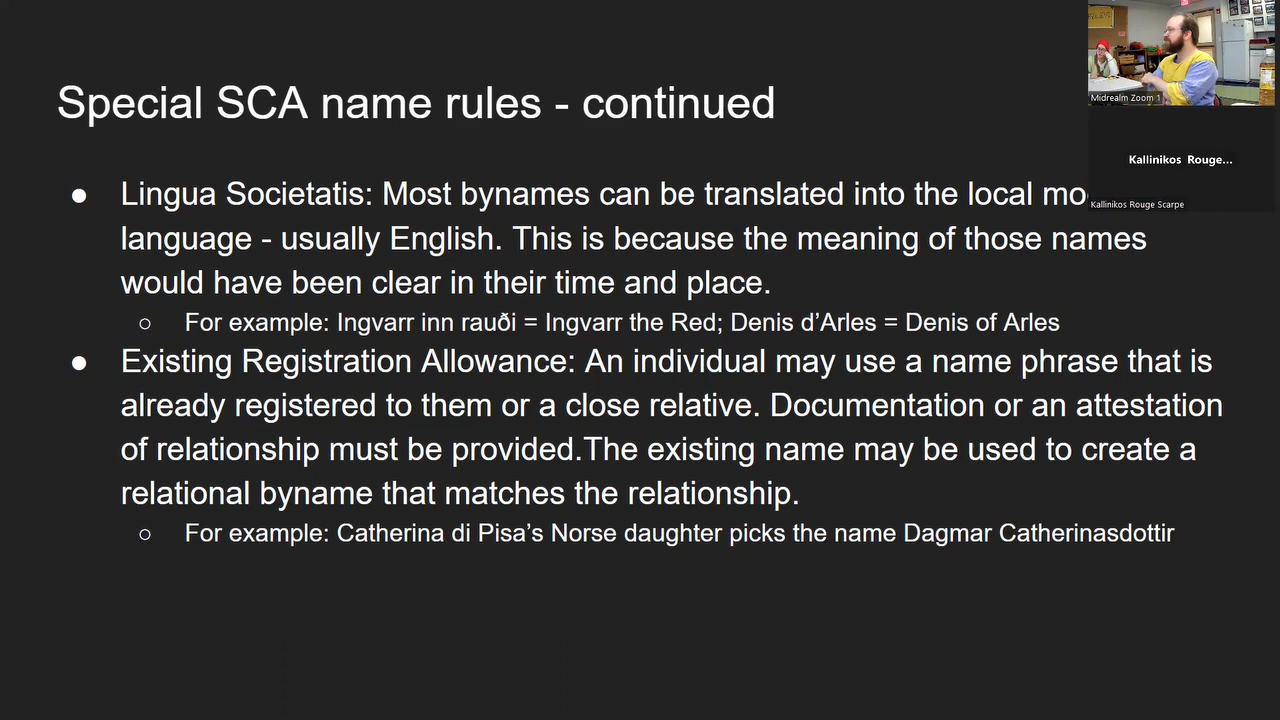 Special SCA name rules - continued
● Lingua Societatis: Most bynames can be translated into the local
language - usually English. This is because the meaning of those names
would have been clear in their time and place.
○ For example: Ingvarr inn rauði = Ingvarr the Red; Denis d’Arles = Denis of Arles
● Existing Registration Allowance: An individual may use a name phrase that is
already registered to them or a close relative. Documentation or an attestation
of relationship must be provided.The existing name may be used to create a
relational byname that matches the relationship.
○ For example: Catherina di Pisa’s Norse daughter picks the name Dagmar Catherinasdottir
Midrealm Zoom 1
Kallinikos Rouge...
Kallinikos Rouge Scarpe